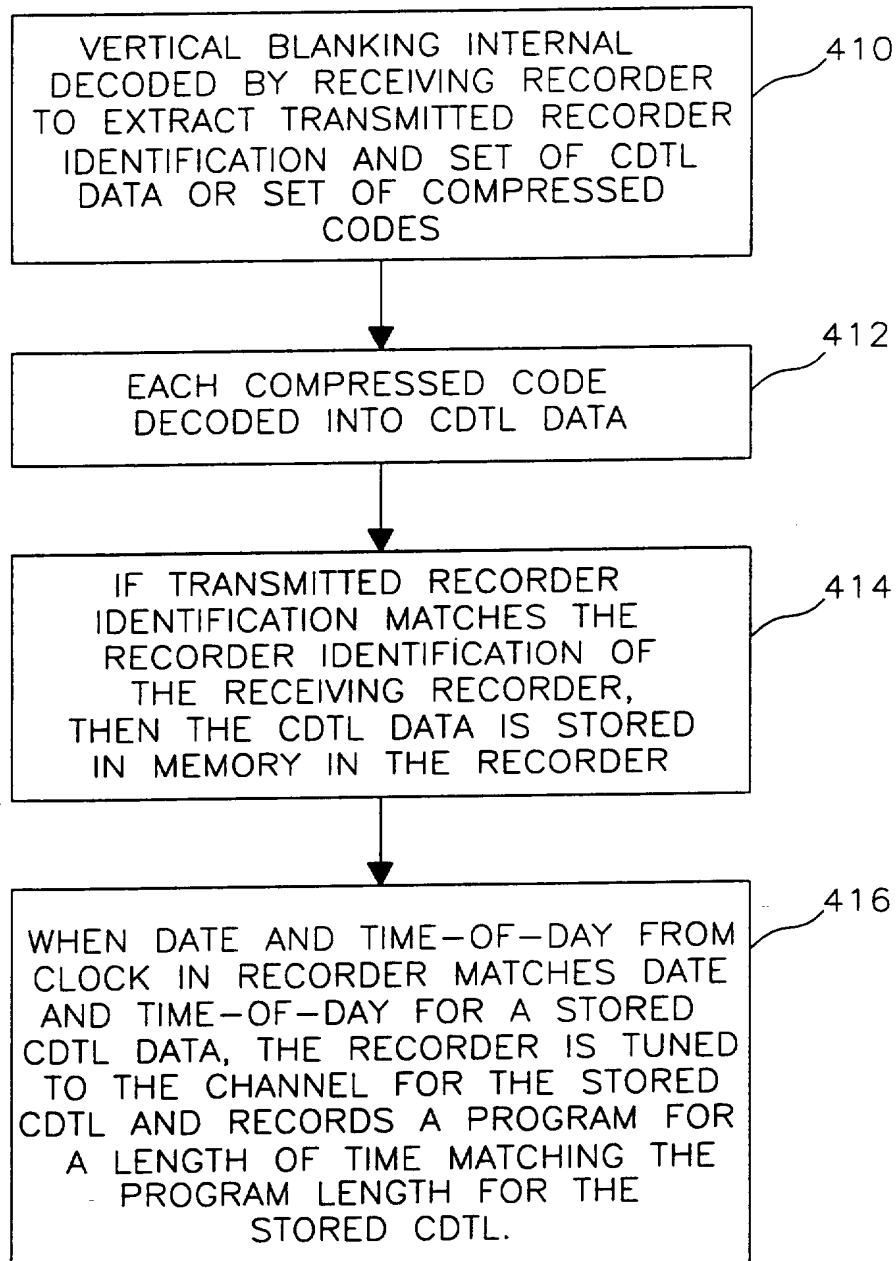 VERTICAL BLANKING INTERNAL
DECODED BY RECEIVING RECORDER
TO EXTRACT TRANSMITTED RECORDER
IDENTIFICATION AND SET OF CDTL
DATA OR SET OF COMPRESSED
CODES
410
EACH COMPRESSED CODE
DECODED INTO CDTL DATA
412
IF TRANSMITTED RECORDER
IDENTIFICATION MATCHES THE
RECORDER IDENTIFICATION OF
THE RECEIVING RECORDER,
THEN THE CDTL DATA IS STORED
IN MEMORY IN THE RECORDER
414
WHEN DATE AND TIME-OF-DAY FROM
CLOCK IN RECORDER MATCHES DATE
AND TIME-OF-DAY FOR A STORED
CDTL DATA, THE RECORDER IS TUNED
TO THE CHANNEL FOR THE STORED
CDTL AND RECORDS A PROGRAM FOR
A LENGTH OF TIME MATCHING THE
PROGRAM LENGTH FOR THE
STORED CDTL.
416